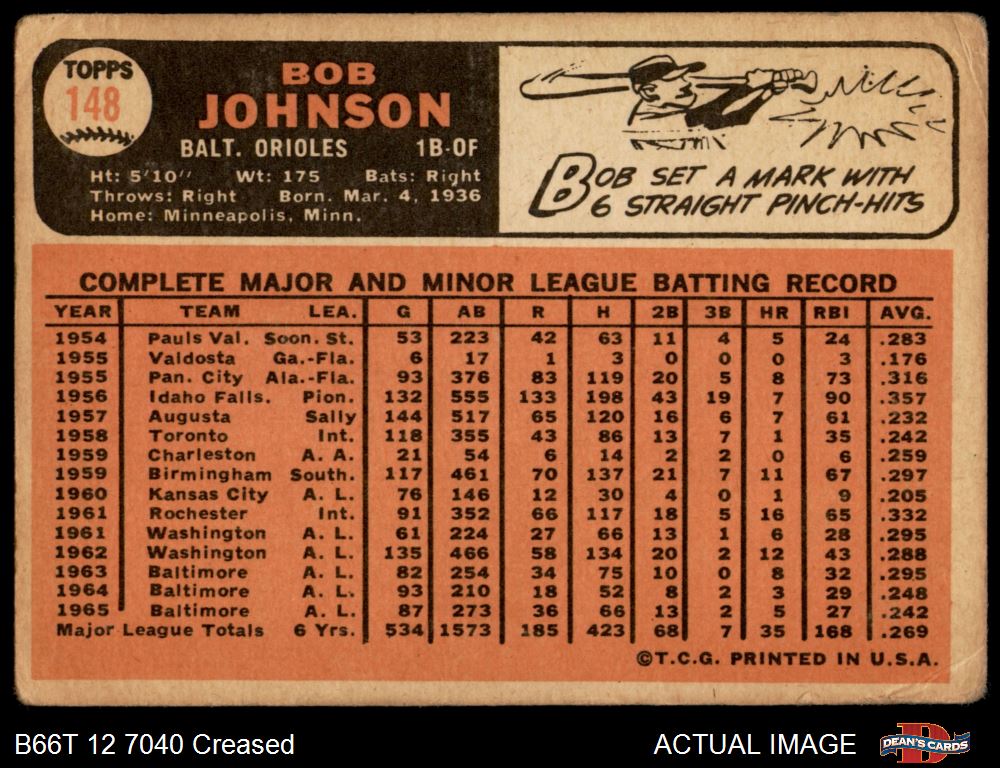 TOPPS
148
BOB
JOHNSON
BALT. ORIOLES 1B-OF
Ht: 5'10" Wt: 175 Bats: Right
Throws: Right Born. Mar. 4, 1936
Home: Minneapolis, Minn.
BOB SET A MARK WITH
6 STRAIGHT PINCH-HITS
COMPLETE MAJOR AND MINOR LEAGUE BATTING RECORD
YEAR TEAM LEA. G AB R H 2B 3B HR RBI AVG.
1954 Pauls Val. Soon. St. 53 223 42 63 11 4 5 24 .283
1955 Valdosta Ga.-Fla. 6 17 1 3 0 0 0 3 .176
1955 Pan. City Ala.-Fla. 93 376 83 119 20 5 8 73 .316
1956 Idaho Falls. Pion. 132 555 133 198 43 19 7 90 .357
1957 Augusta Sally 144 517 65 120 16 6 7 61 .232
1958 Toronto Int. 118 355 43 86 13 7 1 35 .242
1959 Charleston A. A. 21 54 6 14 2 2 0 6 .259
1959 Birmingham South. 117 461 70 137 21 7 11 67 .297
1960 Kansas City A. L. 76 146 12 30 4 0 1 9 .205
1961 Rochester Int. 91 352 66 117 18 5 16 65 .332
1961 Washington A. L. 61 224 27 66 13 1 6 28 .295
1962 Washington A. L. 135 466 58 134 20 2 12 43 .288
1963 Baltimore A. L. 82 254 34 75 10 0 8 32 .295
1964 Baltimore A. L. 93 210 18 52 8 2 3 29 .248
1965 Baltimore A. L. 87 273 36 66 13 2 5 27 .242
Major League Totals 6 Yrs. 534 1573 185 423 68 7 35 168 .269
©T.C.G. PRINTED IN U.S.A.
B66T 12 7040 Creased
ACTUAL IMAGE
DEAN'S CARDS